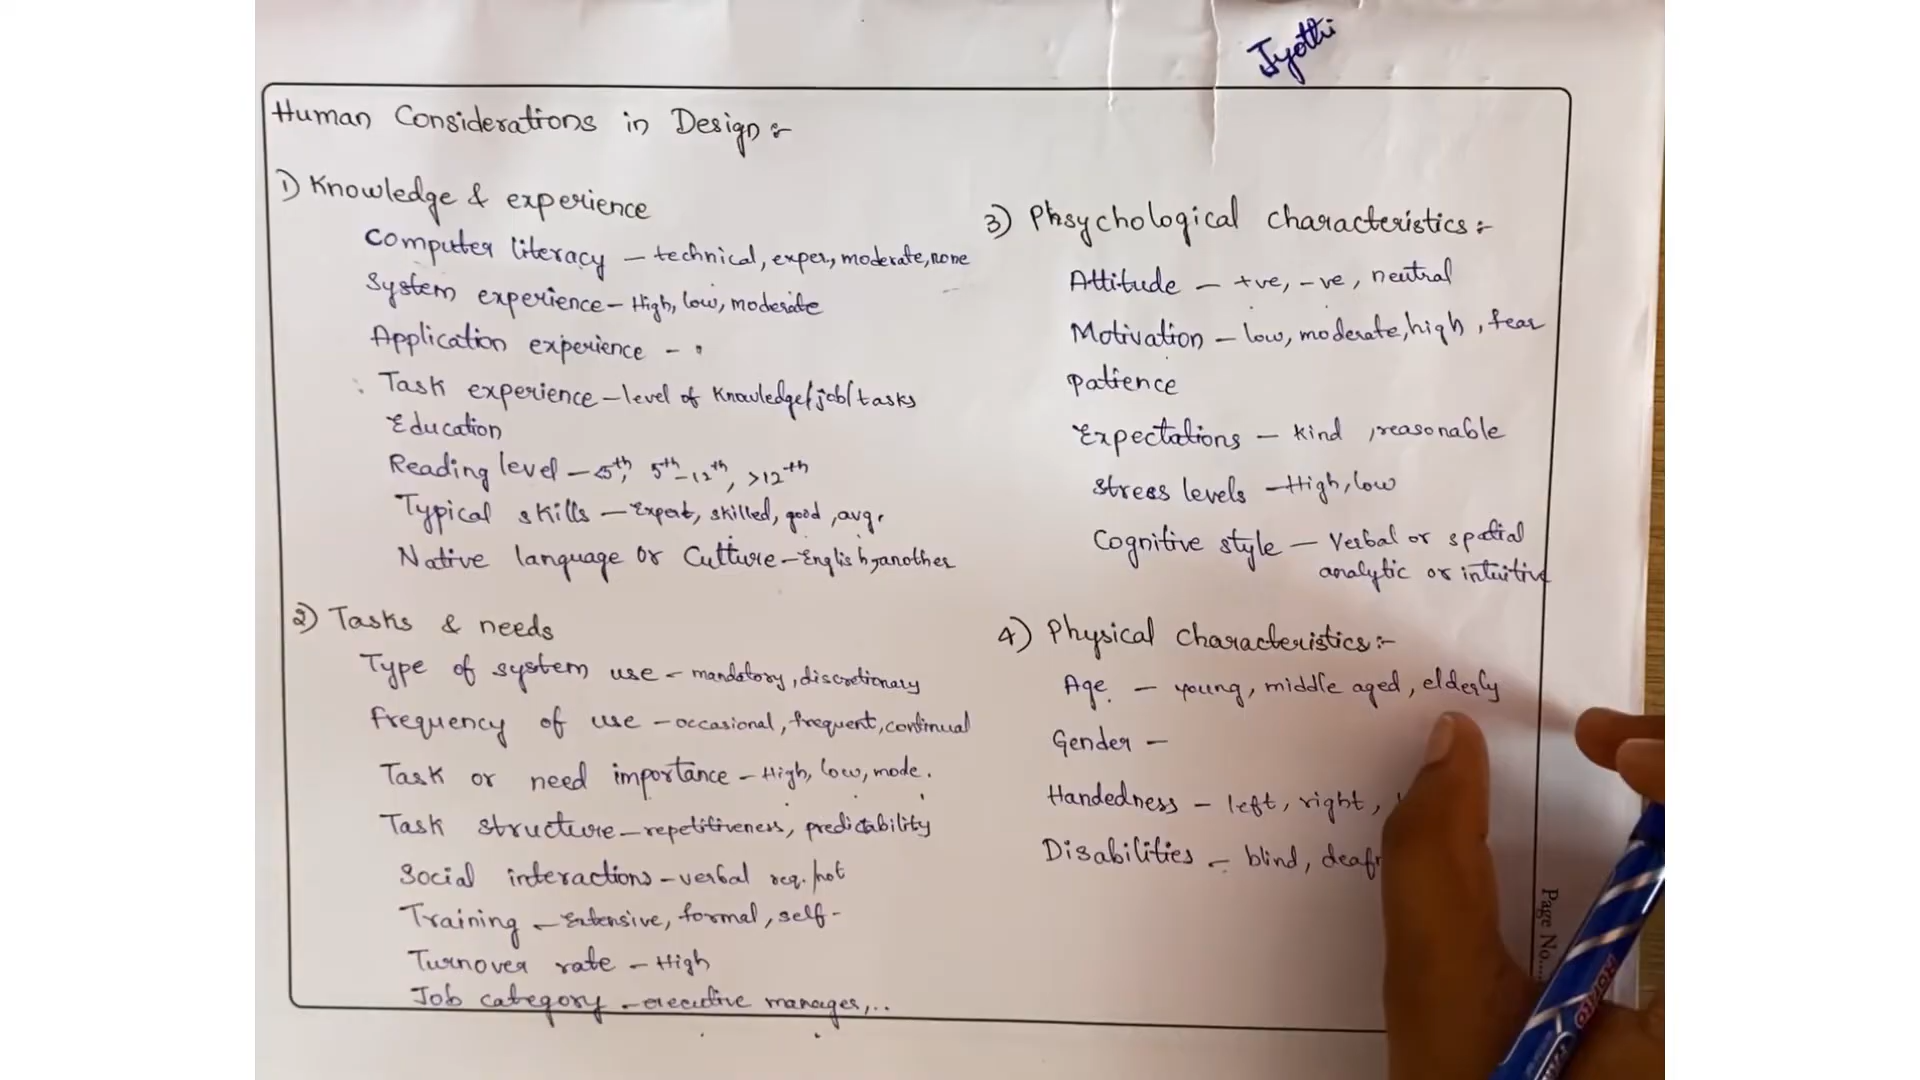 Jyothi
Human Considerations in Design:-
1) Knowledge & experience
Computer literacy - technical, exper, moderate, none
System experience - High, low, moderate
Application experience - "
Task experience - level of knowledge/job/tasks
Education
Reading level - <5th, 5th-12th, >12th
Typical skills - Expert, skilled, good, avg.
Native language or Culture - English, another
2) Tasks & needs
Type of system use - mandatory, discretionary
Frequency of use - occasional, frequent, continual
Task or need importance - High, low, mode.
Task structure - repetitiveness, predictability
Social interactions - verbal req./not
Training - Extensive, formal, self-
Turnover rate - High
Job category - executive manager,..
3) Phsychological characteristics:-
Attitude - +ve, -ve, neutral
Motivation - low, moderate, high, fear
patience
Expectations - kind, reasonable
stress levels - High, low
Cognitive style - Verbal or spatial
analytic or intuitive
4) Physical characteristics:-
Age - young, middle aged, elderly
Gender -
Handedness - left, right,
Disabilities - blind, deaf
Page No....